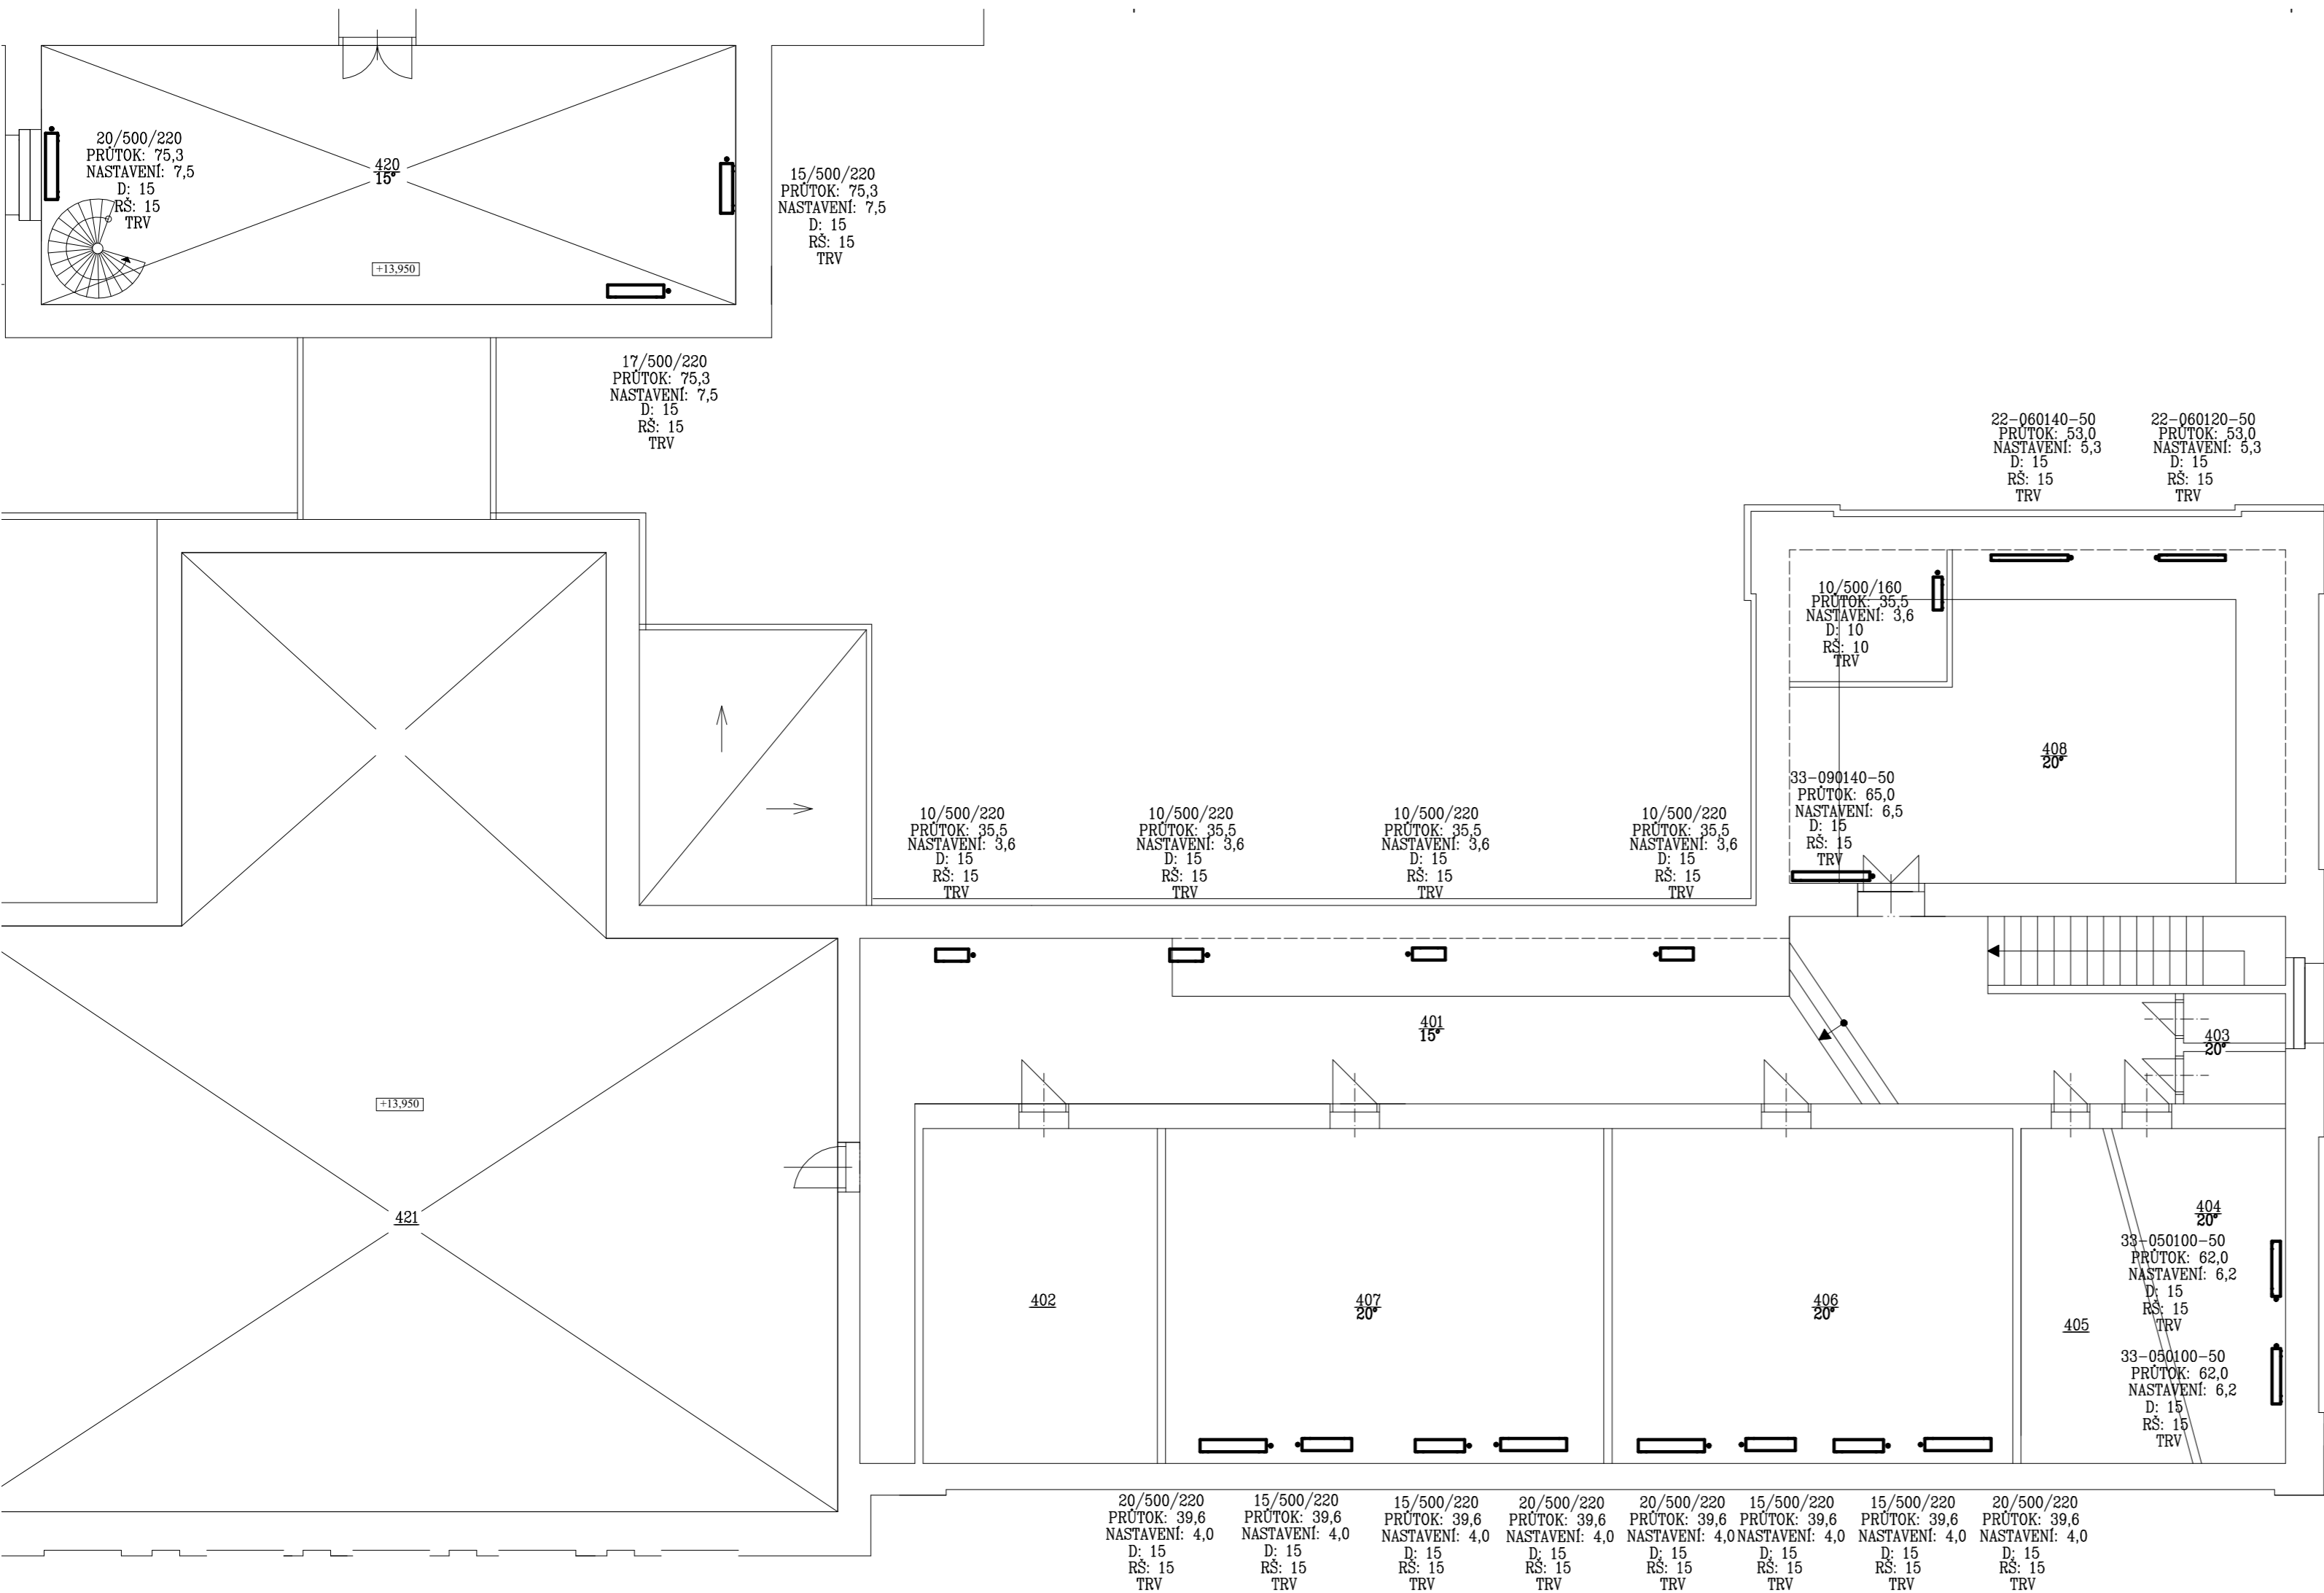 20/500/220
PRŮTOK: 75,3
NASTAVENÍ: 7,5
D: 15
RŠ: 15
TRV
420
15°
+13,950
15/500/220
PRŮTOK: 75,3
NASTAVENÍ: 7,5
D: 15
RŠ: 15
TRV
17/500/220
PRŮTOK: 75,3
NASTAVENÍ: 7,5
D: 15
RŠ: 15
TRV
22-060140-50
PRŮTOK: 53,0
NASTAVENÍ: 5,3
D: 15
RŠ: 15
TRV
22-060120-50
PRŮTOK: 53,0
NASTAVENÍ: 5,3
D: 15
RŠ: 15
TRV
10/500/160
PRŮTOK: 35,5
NASTAVENÍ: 3,6
D: 10
RŠ: 10
TRV
408
20°
33-090140-50
PRŮTOK: 65,0
NASTAVENÍ: 6,5
D: 15
RŠ: 15
TRV
10/500/220
PRŮTOK: 35,5
NASTAVENÍ: 3,6
D: 15
RŠ: 15
TRV
10/500/220
PRŮTOK: 35,5
NASTAVENÍ: 3,6
D: 15
RŠ: 15
TRV
10/500/220
PRŮTOK: 35,5
NASTAVENÍ: 3,6
D: 15
RŠ: 15
TRV
10/500/220
PRŮTOK: 35,5
NASTAVENÍ: 3,6
D: 15
RŠ: 15
TRV
401
15°
403
20°
+13,950
421
402
407
20°
406
20°
405
404
20°
33-050100-50
PRŮTOK: 62,0
NASTAVENÍ: 6,2
D: 15
RŠ: 15
TRV
33-050100-50
PRŮTOK: 62,0
NASTAVENÍ: 6,2
D: 15
RŠ: 15
TRV
20/500/220
PRŮTOK: 39,6
NASTAVENÍ: 4,0
D: 15
RŠ: 15
TRV
15/500/220
PRŮTOK: 39,6
NASTAVENÍ: 4,0
D: 15
RŠ: 15
TRV
15/500/220
PRŮTOK: 39,6
NASTAVENÍ: 4,0
D: 15
RŠ: 15
TRV
20/500/220
PRŮTOK: 39,6
NASTAVENÍ: 4,0
D: 15
RŠ: 15
TRV
20/500/220
PRŮTOK: 39,6
NASTAVENÍ: 4,0
D: 15
RŠ: 15
TRV
15/500/220
PRŮTOK: 39,6
NASTAVENÍ: 4,0
D: 15
RŠ: 15
TRV
15/500/220
PRŮTOK: 39,6
NASTAVENÍ: 4,0
D: 15
RŠ: 15
TRV
20/500/220
PRŮTOK: 39,6
NASTAVENÍ: 4,0
D: 15
RŠ: 15
TRV